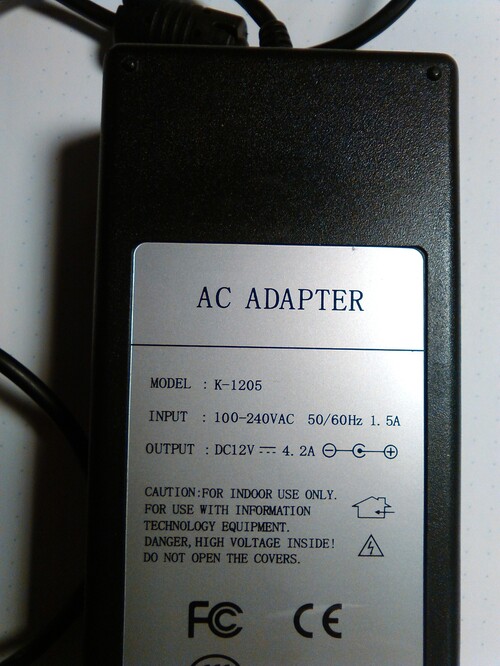 AC ADAPTER
MODEL : K-1205
INPUT : 100-240VAC 50/60Hz 1.5A
OUTPUT : DC12V ⎓ 4.2A
CAUTION:FOR INDOOR USE ONLY.
FOR USE WITH INFORMATION
TECHNOLOGY EQUIPMENT.
DANGER,HIGH VOLTAGE INSIDE!
DO NOT OPEN THE COVERS.
FC CE